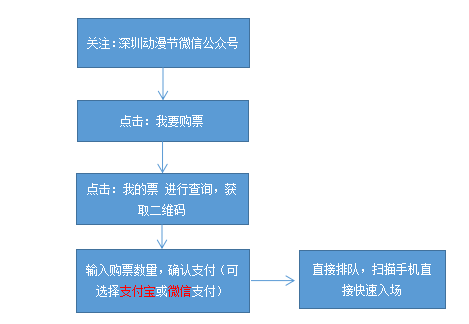 关注:深圳动漫节微信公众号
点击：我要购票
点击：我的票 进行查询，获
取二维码
输入购票数量，确认支付（可
选择支付宝或微信支付）
直接排队，扫描手机直
接快速入场